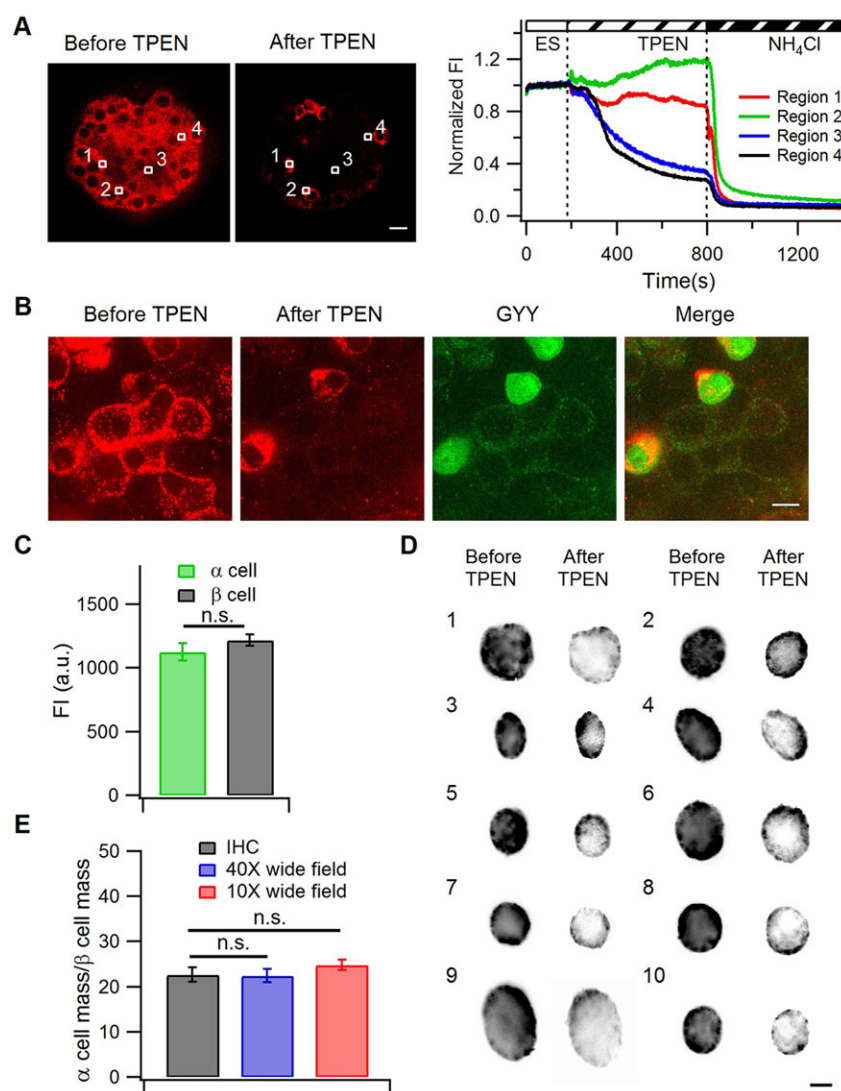 A
Before TPEN
After TPEN
1
2
3
4
1
2
3
4
Normalized FI
1.2
1.0
0.8
0.4
0.0
ES
TPEN
NH₄Cl
Region 1
Region 2
Region 3
Region 4
400
800
1200
Time(s)
B
Before TPEN
After TPEN
GYY
Merge
C
α cell
β cell
n.s.
FI (a.u.)
1500
1000
500
0
D
Before
TPEN
After
TPEN
Before
TPEN
After
TPEN
1
2
3
4
5
6
7
8
9
10
E
IHC
40X wide field
10X wide field
n.s.
n.s.
α cell mass/β cell mass
50
40
30
20
10
0